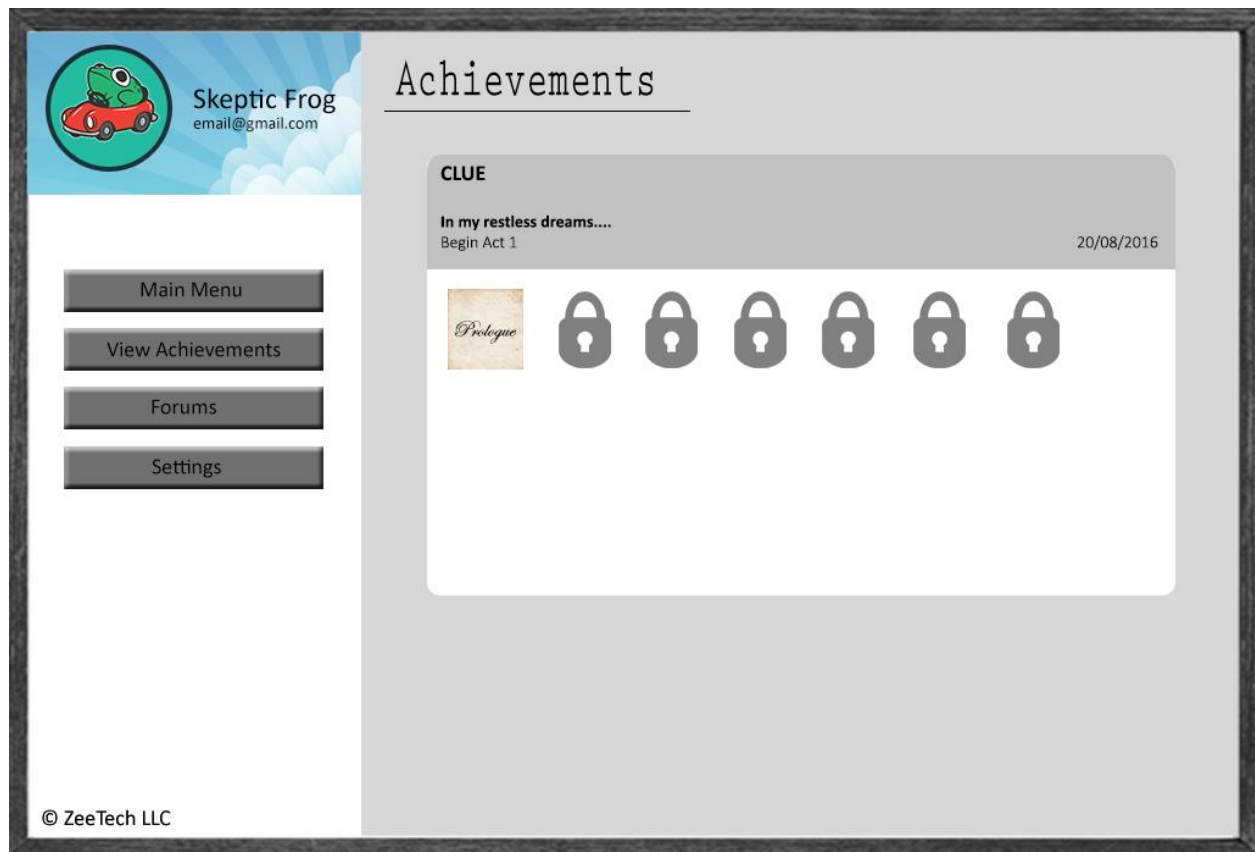 Skeptic Frog
email@gmail.com
Main Menu
View Achievements
Forums
Settings
© ZeeTech LLC
Achievements
CLUE
In my restless dreams....
Begin Act 1
20/08/2016
Prologue